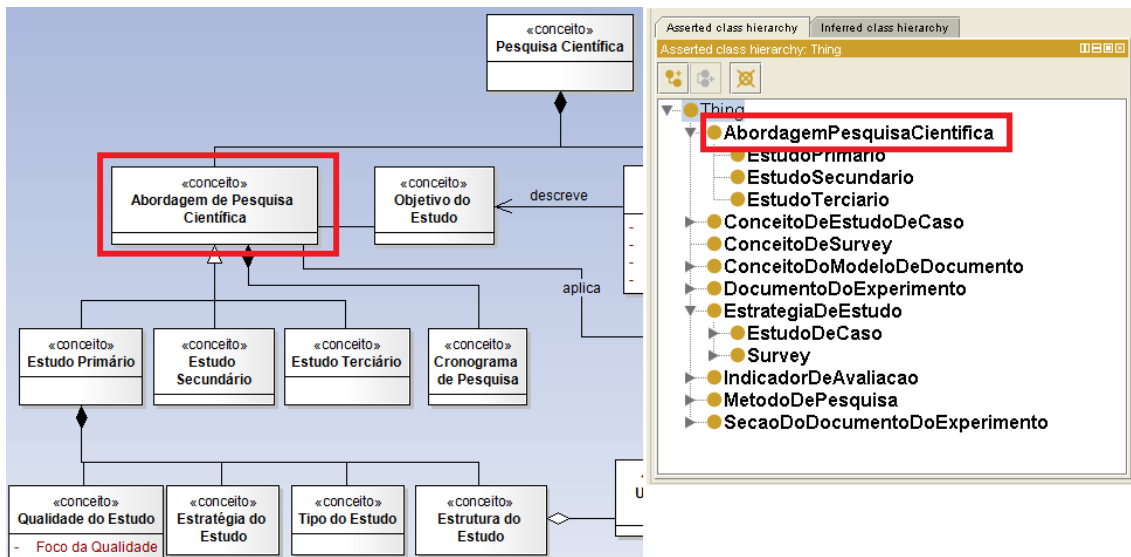 «conceito»
Pesquisa Científica
«conceito»
Abordagem de Pesquisa
Científica
«conceito»
Objetivo do
Estudo
descreve
-
-
-
-
aplica
«conceito»
Estudo Primário
«conceito»
Estudo
Secundário
«conceito»
Estudo Terciário
«conceito»
Cronograma
de Pesquisa
«conceito»
Qualidade do Estudo
- Foco da Qualidade
«conceito»
Estratégia do
Estudo
«conceito»
Tipo do Estudo
«conceito»
Estrutura do
Estudo
U
Asserted class hierarchy
Inferred class hierarchy
Asserted class hierarchy: Thing
Thing
AbordagemPesquisaCientifica
EstudoPrimario
EstudoSecundario
EstudoTerciario
ConceitoDeEstudoDeCaso
ConceitoDeSurvey
ConceitoDoModeloDeDocumento
DocumentoDoExperimento
EstrategiaDeEstudo
EstudoDeCaso
Survey
IndicadorDeAvaliacao
MetodoDePesquisa
SecaoDoDocumentoDoExperimento